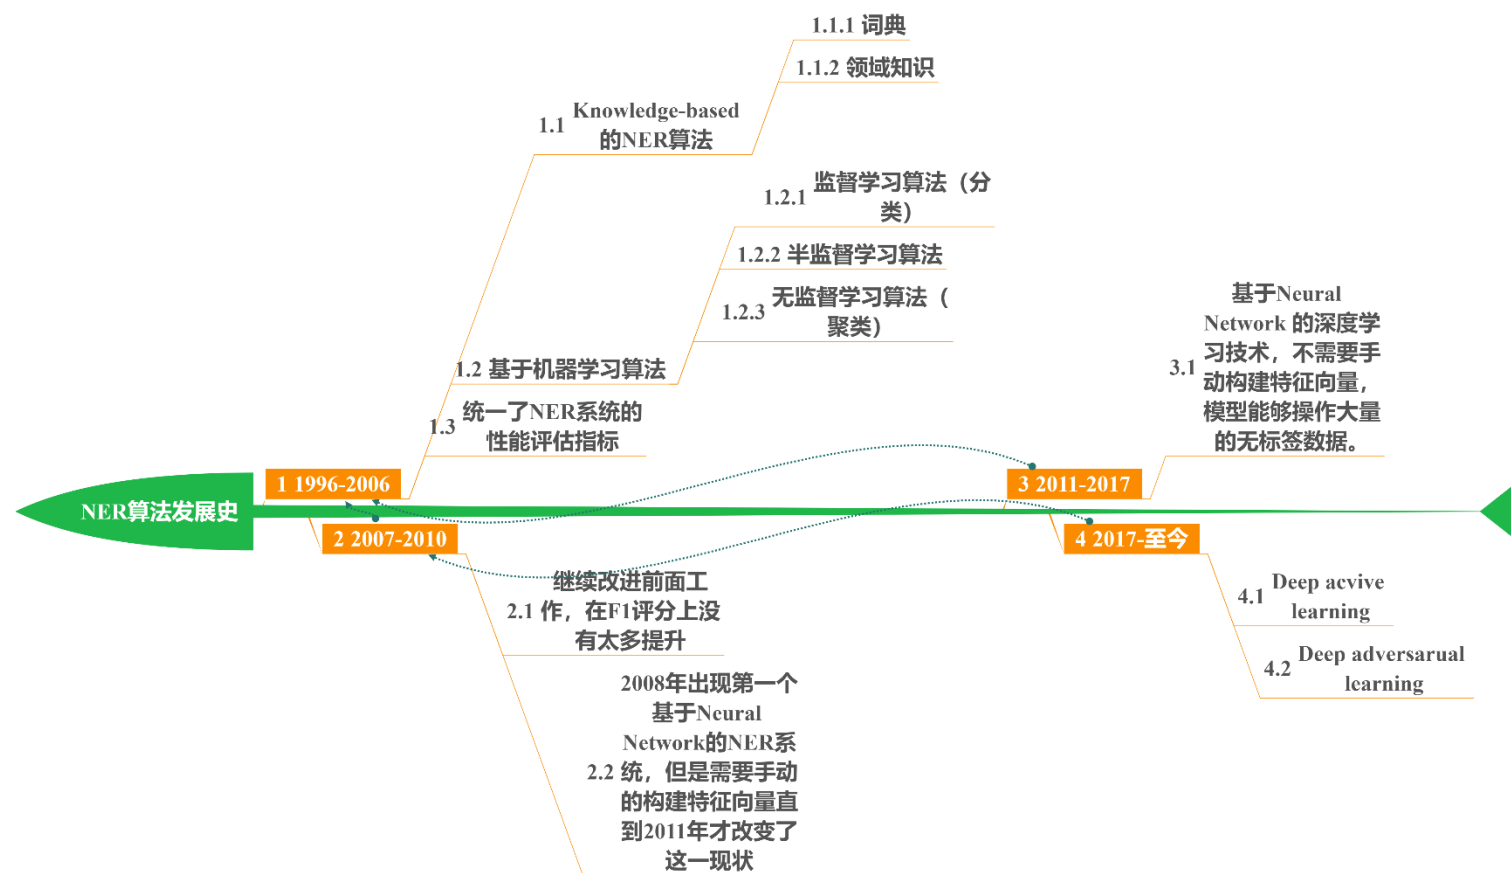 NER算法发展史
1 1996-2006
1.1
Knowledge-based
的NER算法
1.1.1 词典
1.1.2 领域知识
1.2 基于机器学习算法
1.2.1
监督学习算法（分
类）
1.2.2 半监督学习算法
1.2.3
无监督学习算法（
聚类）
1.3
统一了NER系统的
性能评估指标
2 2007-2010
继续改进前面工
2.1 作，在F1评分上没
有太多提升
2008年出现第一个
基于Neural
Network的NER系
2.2 统，但是需要手动
的构建特征向量直
到2011年才改变了
这一现状
3 2011-2017
基于Neural
Network 的深度学
习技术，不需要手
3.1
动构建特征向量，
模型能够操作大量
的无标签数据。
4 2017-至今
4.1
Deep acvive
learning
4.2
Deep adversarual
learning